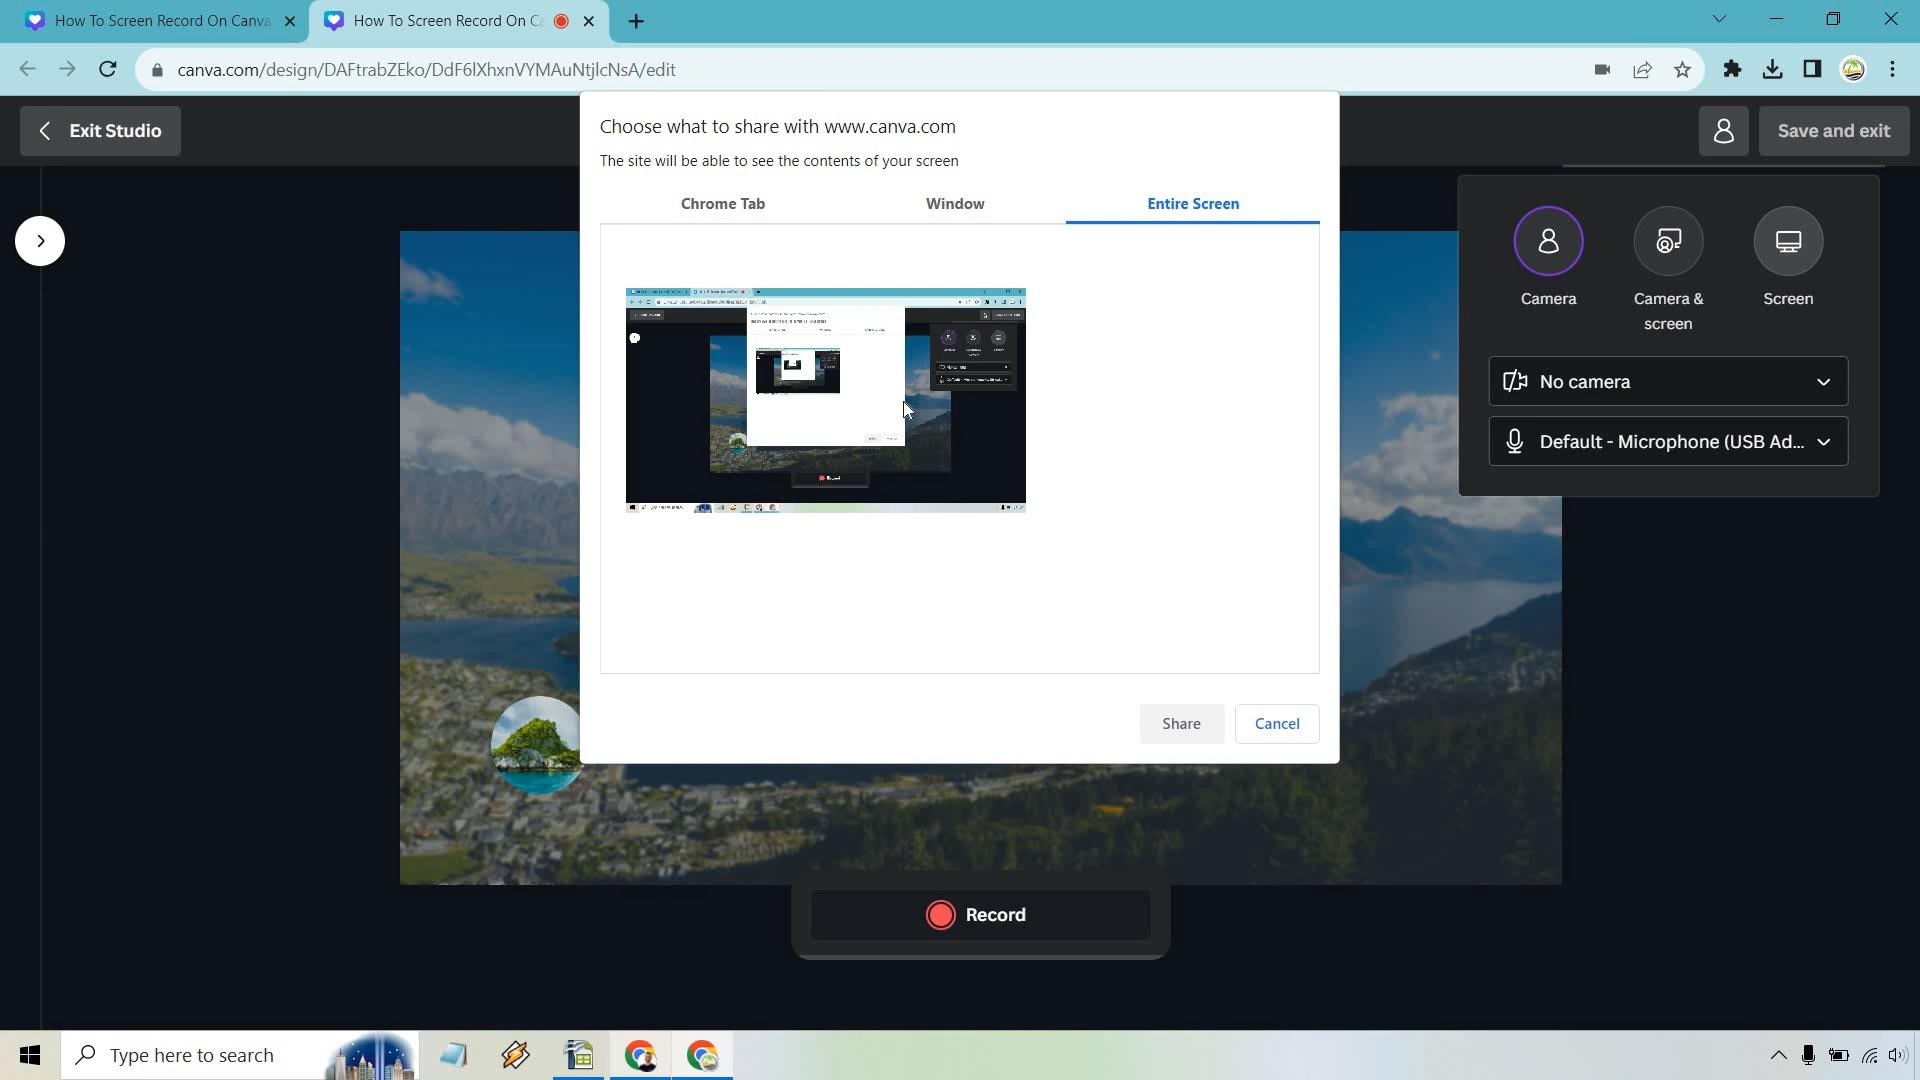 How To Screen Record On Canva
How To Screen Record On Ca
canva.com/design/DAFtrabZEko/DdF6lXhxnVYMAuNtjlcNsA/edit
Exit Studio
Save and exit
Choose what to share with www.canva.com
The site will be able to see the contents of your screen
Chrome Tab
Window
Entire Screen
Camera
Camera &
screen
Screen
No camera
Default - Microphone (USB Ad...
Record
Share
Cancel
Record
Type here to search